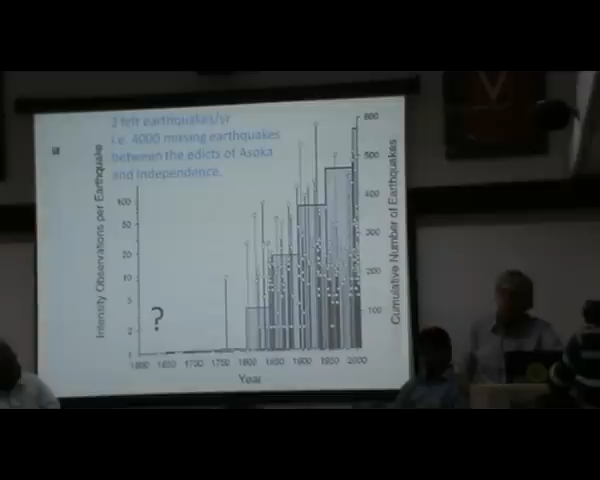 2 felt earthquakes/yr
i.e. 4000 missing earthquakes
between the edicts of Asoka
and Independence.
Intensity Observations per Earthquake
100
50
20
10
5
2
1
?
600
500
400
300
200
100
Cumulative Number of Earthquakes
1600 1650 1700 1750 1800 1850 1900 1950 2000
Year